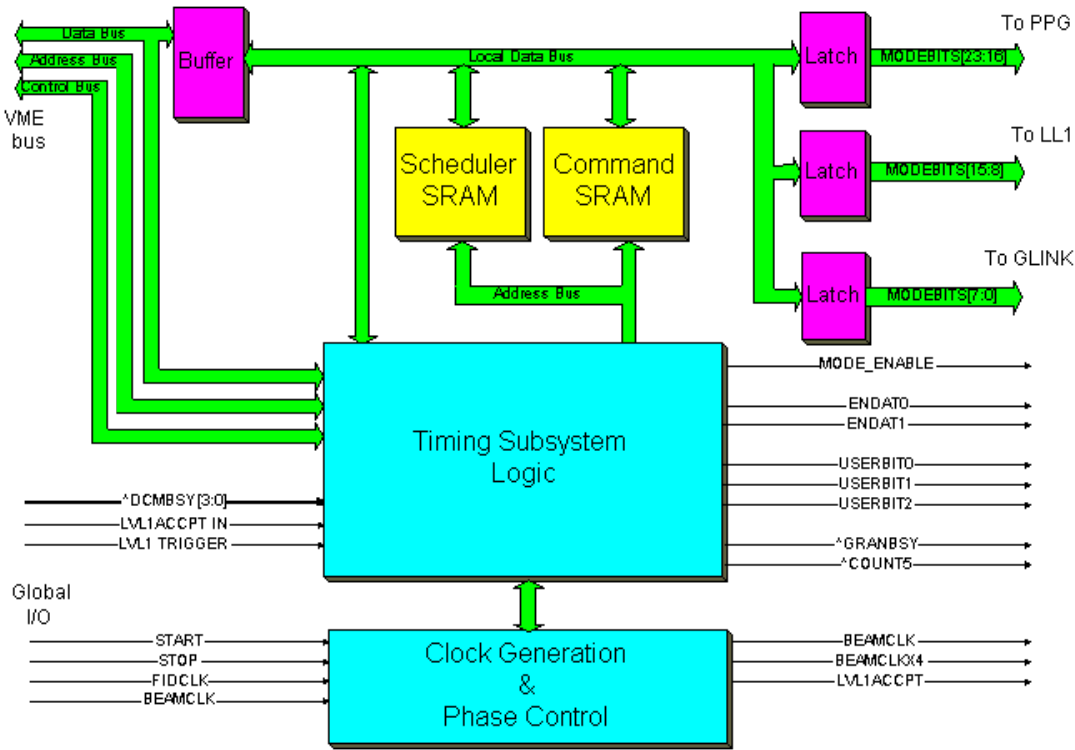 Data Bus
Address Bus
Control Bus
VME
bus
Buffer
Local Data Bus
Latch
MODEBITS[23:16]
To PPG
Scheduler
SRAM
Command
SRAM
Latch
MODEBITS[15:8]
To LL1
Address Bus
Latch
MODEBITS[7:0]
To GLINK
Timing Subsystem
Logic
^DCMBSY[3:0]
LVL1ACCPT IN
LVL1 TRIGGER
MODE_ENABLE
ENDAT0
ENDAT1
USERBIT0
USERBIT1
USERBIT2
^GRANBSY
^COUNT5
Global
I/O
START
STOP
FIDCLK
BEAMCLK
Clock Generation
&
Phase Control
BEAMCLK
BEAMCLKX4
LVL1ACCPT